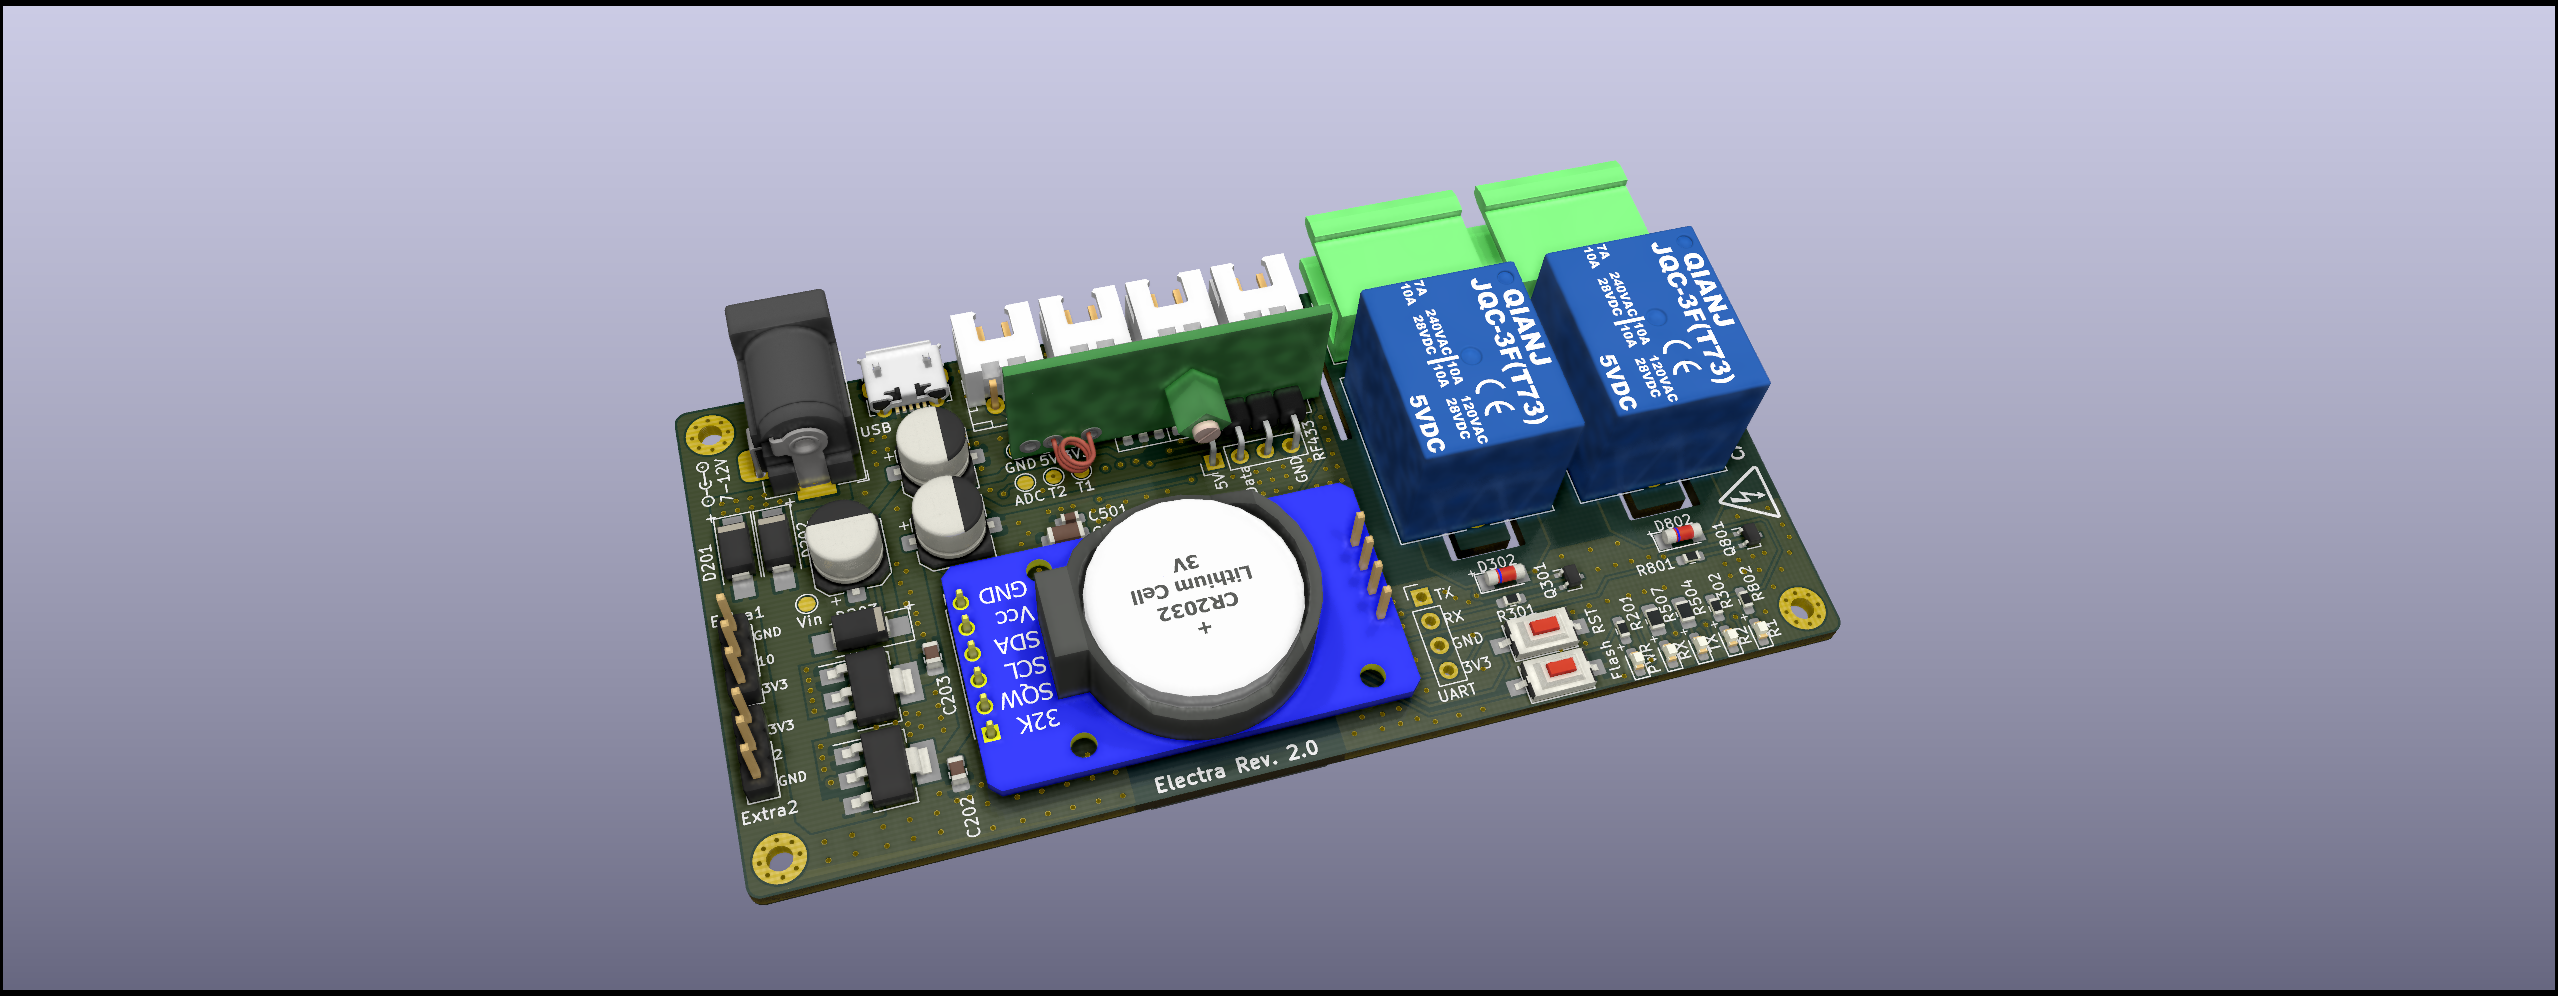 QIANJ
JQC-3F(T73)
7A 240VAC 10A 120VAC
10A 28VDC 10A 28VDC
5VDC
QIANJ
JQC-3F(T73)
7A 240VAC 10A 120VAC
10A 28VDC 10A 28VDC
5VDC
USB
7-12V
GND 5V
ADC T2 T1
5V
GND
RF433
C501
D201
Vin
GND
10
3V3
3V3
2
GND
Extra2
C203
C202
+
CR2032
Lithium Cell
3V
GND
Vcc
SDA
SCL
SQW
32K
TX
RX
GND
3V3
UART
D302
Q301
R301
D802
Q801
R801
RST
Flash
R201
R507
R504
R302
R802
PWR
RX
TX
R2
R1
Electra Rev. 2.0